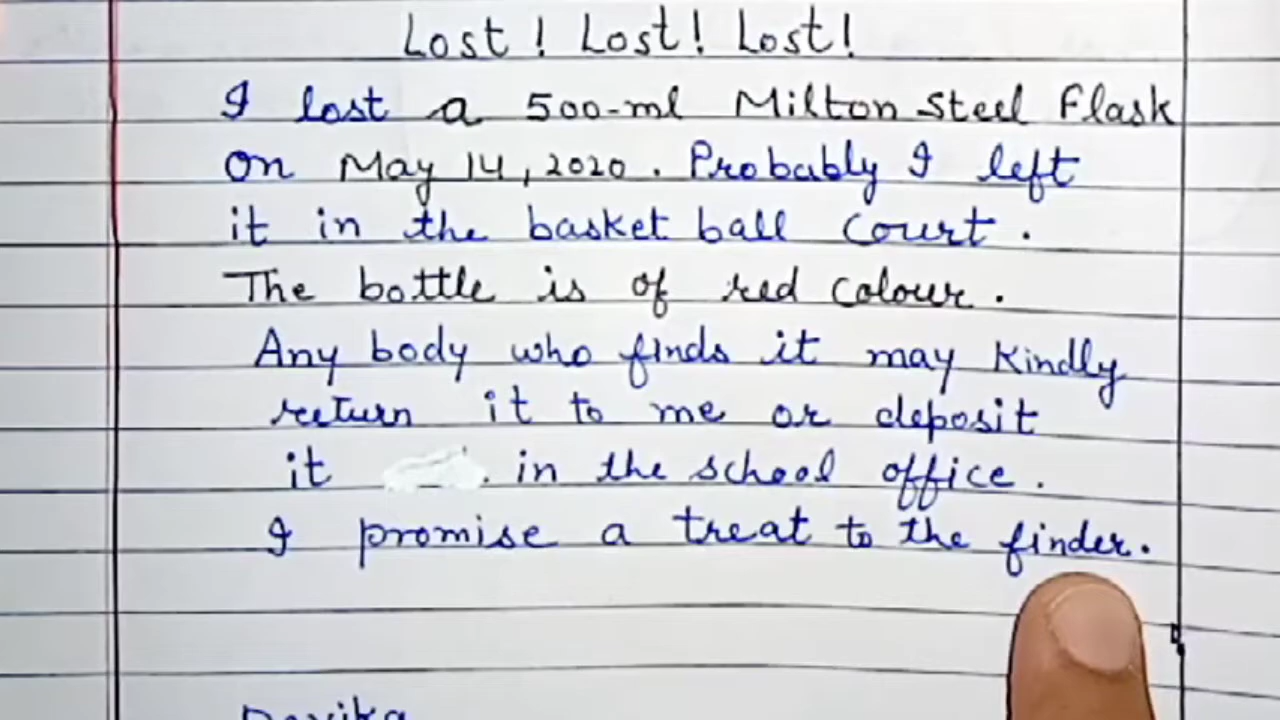 Lost! Lost! Lost!
I lost a 500-ml Milton Steel Flask
on May 14, 2020. Probably I left
it in the basket ball Court.
The bottle is of red Colour.
Any body who finds it may Kindly
return it to me or deposit
it in the school office.
I promise a treat to the finder.